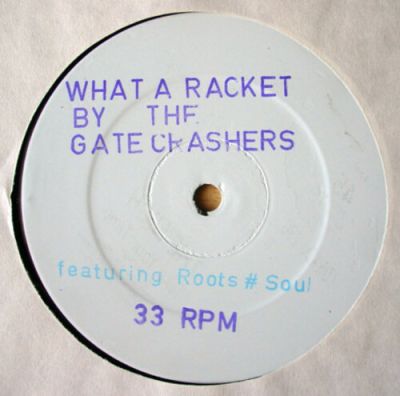 WHAT A RACKET
BY THE
GATE CRASHERS
featuring Roots # Soul
33 RPM